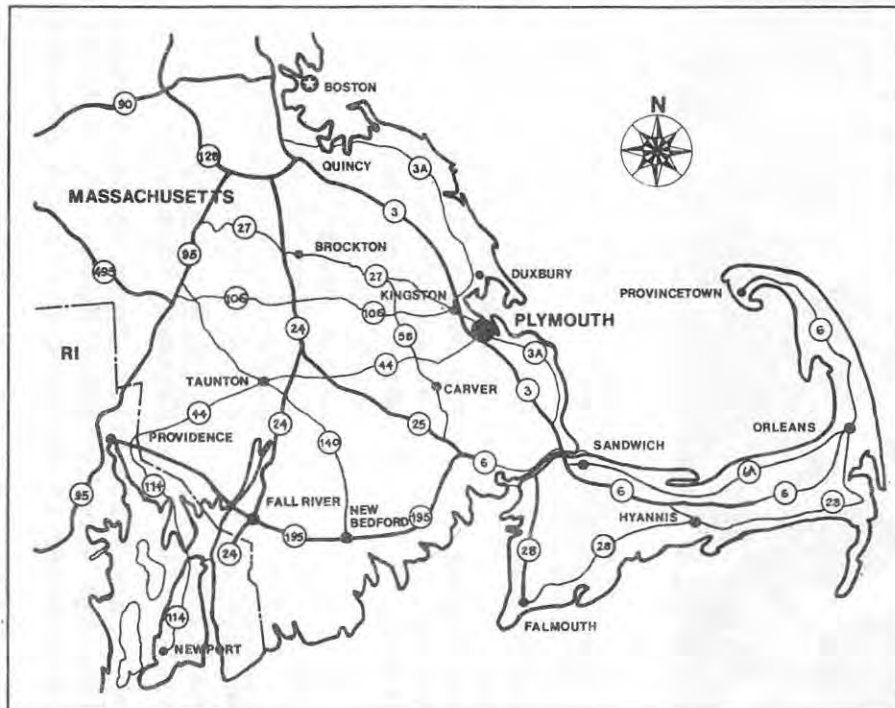 BOSTON
N
90
QUINCY
3A
128
MASSACHUSETTS
3
27
95
BROCKTON
495
27
DUXBURY
KINGSTON
PROVINCETOWN
106
106
PLYMOUTH
6
24
58
3A
RI
44
TAUNTON
CARVER
3
44
24
140
25
ORLEANS
PROVIDENCE
SANDWICH
6
6A
114
95
FALL RIVER
NEW
BEDFORD
195
6
6
28
HYANNIS
24
195
28
28
114
FALMOUTH
NEWPORT